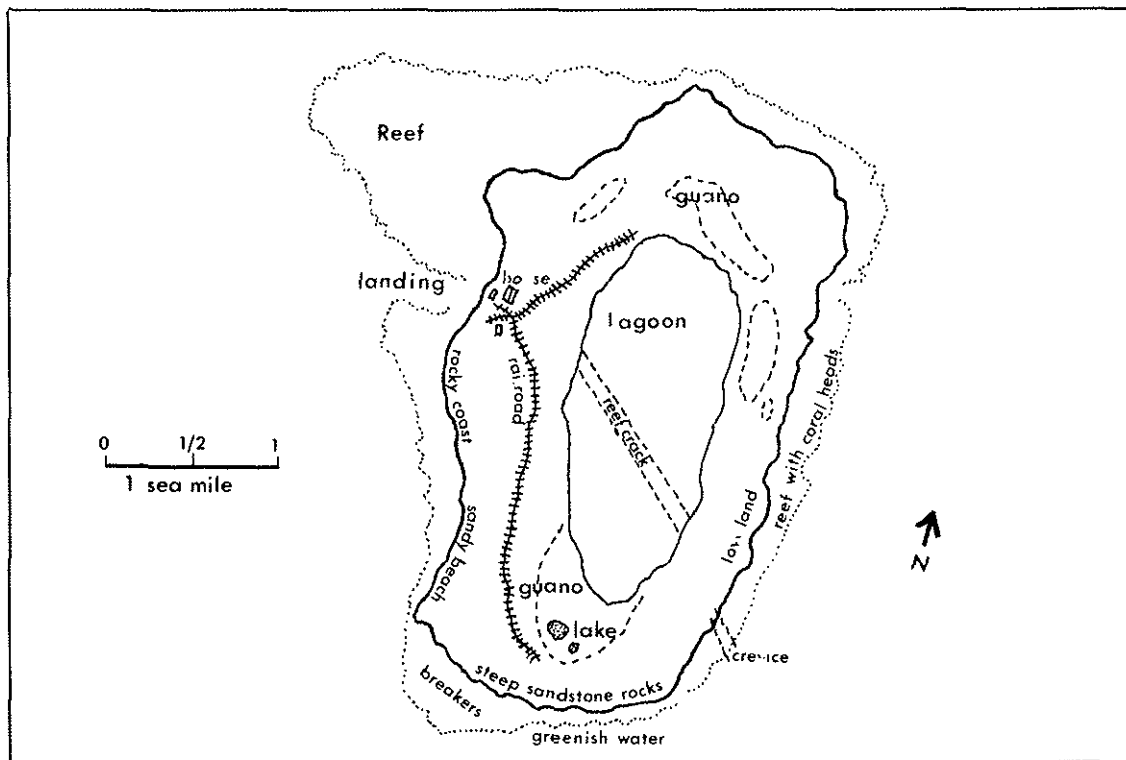 Reef
guano
landing
lagoon
rocky coast
reef crack
reef with coral heads
0 1/2 1
1 sea mile
sandy beach
land
N
guano
lake
steep sandstone rocks
breakers
greenish water